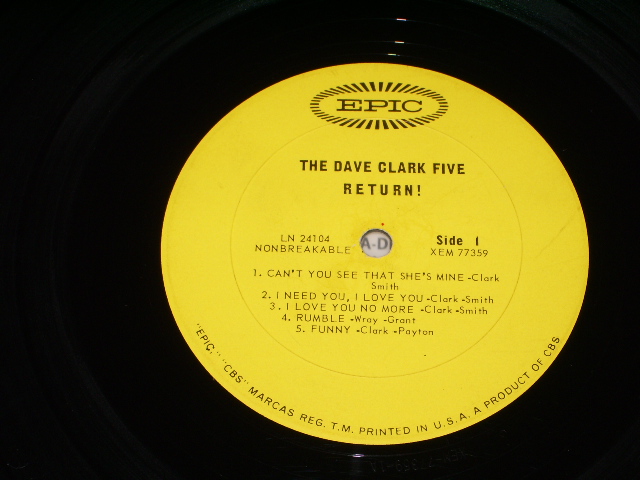 EPIC
THE DAVE CLARK FIVE
RETURN!
LN 24104
NONBREAKABLE
A-D
Side 1
XEM 77359
1. CAN'T YOU SEE THAT SHE'S MINE -Clark
Smith
2. I NEED YOU, I LOVE YOU -Clark -Smith
3. I LOVE YOU NO MORE -Clark -Smith
4. RUMBLE -Wray -Grant
5. FUNNY -Clark -Payton
"EPIC," "CBS" MARCAS REG. T.M. PRINTED IN U.S.A. A PRODUCT OF CBS